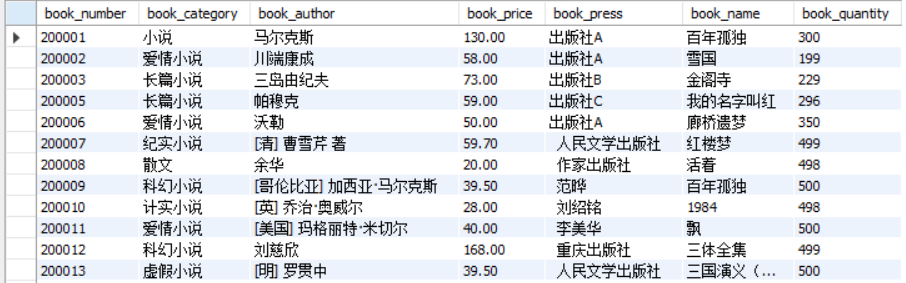 book_number book_category book_author book_price book_press book_name book_quantity
200001 小说 马尔克斯 130.00 出版社A 百年孤独 300
200002 爱情小说 川端康成 58.00 出版社A 雪国 199
200003 长篇小说 三岛由纪夫 73.00 出版社B 金阁寺 229
200005 长篇小说 帕穆克 59.00 出版社C 我的名字叫红 296
200006 爱情小说 沃勒 50.00 出版社A 廊桥遗梦 350
200007 纪实小说 [清] 曹雪芹 著 59.70 人民文学出版社 红楼梦 499
200008 散文 余华 20.00 作家出版社 活着 498
200009 科幻小说 [哥伦比亚] 加西亚·马尔克斯 39.50 范晔 百年孤独 500
200010 计实小说 [英] 乔治·奥威尔 28.00 刘绍铭 1984 498
200011 爱情小说 [美国] 玛格丽特·米切尔 40.00 李美华 飘 500
200012 科幻小说 刘慈欣 168.00 重庆出版社 三体全集 499
200013 虚假小说 [明] 罗贯中 39.50 人民文学出版社 三国演义（... 500